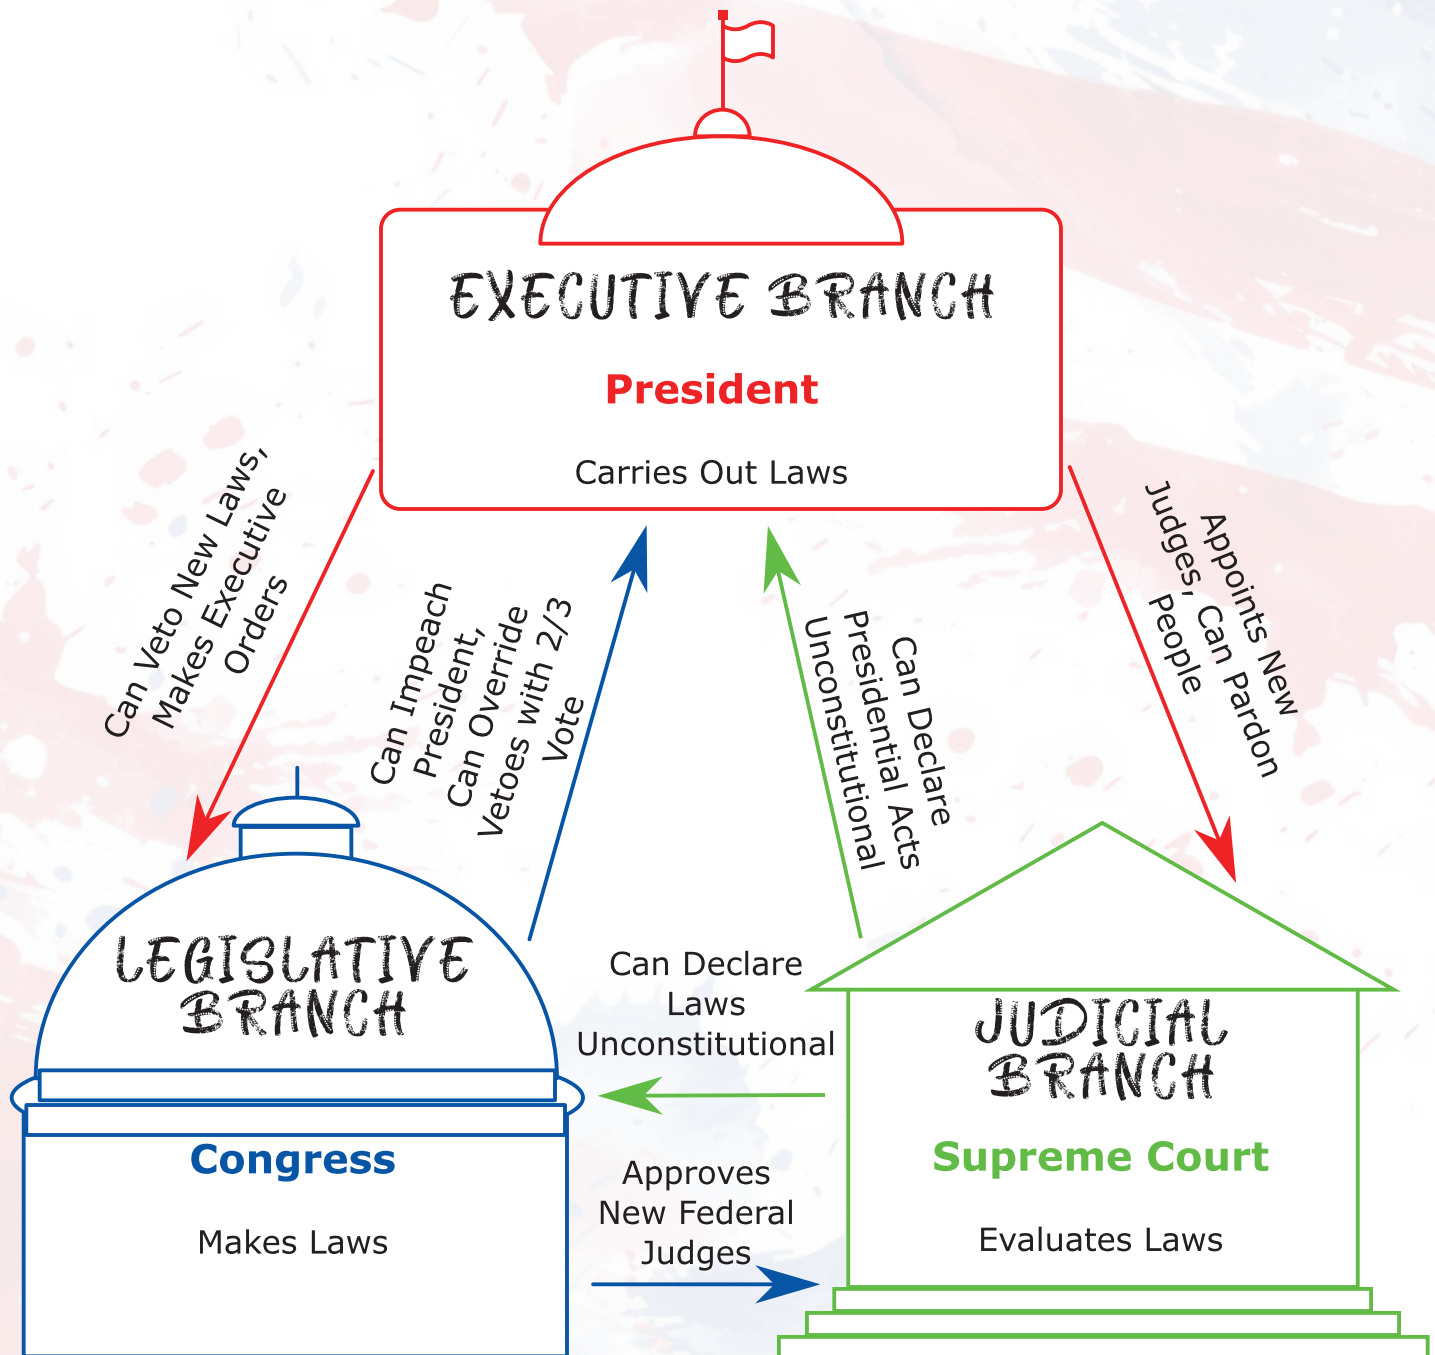 EXECUTIVE BRANCH
President
Carries Out Laws
Can Veto New Laws,
Makes Executive
Orders
Can Impeach
President,
Can Override
Vetoes with 2/3
Vote
Can Declare
Presidential Acts
Unconstitutional
Appoints New
Judges, Can Pardon
People
LEGISLATIVE
BRANCH
Congress
Makes Laws
Can Declare
Laws
Unconstitutional
Approves
New Federal
Judges
JUDICIAL
BRANCH
Supreme Court
Evaluates Laws